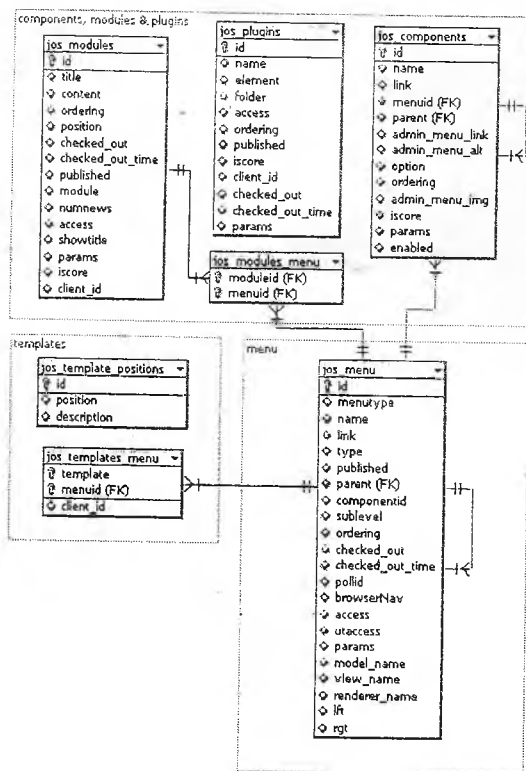 components, modules & plugins
jos_modules
id
title
content
ordering
position
checked_out
checked_out_time
published
module
numnews
access
showtitle
params
iscore
client_id
jos_plugins
id
name
element
folder
access
ordering
published
iscore
client_id
checked_out
checked_out_time
params
jos_components
id
name
link
menuid (FK)
parent (FK)
admin_menu_link
admin_menu_alt
option
ordering
admin_menu_img
iscore
params
enabled
jos_modules_menu
moduleid (FK)
menuid (FK)
templates
jos_template_positions
id
position
description
jos_templates_menu
template
menuid (FK)
client_id
menu
jos_menu
id
menutype
name
link
type
published
parent (FK)
componentid
sublevel
ordering
checked_out
checked_out_time
pollid
browserNav
access
utaccess
params
model_name
view_name
renderer_name
lft
rgt